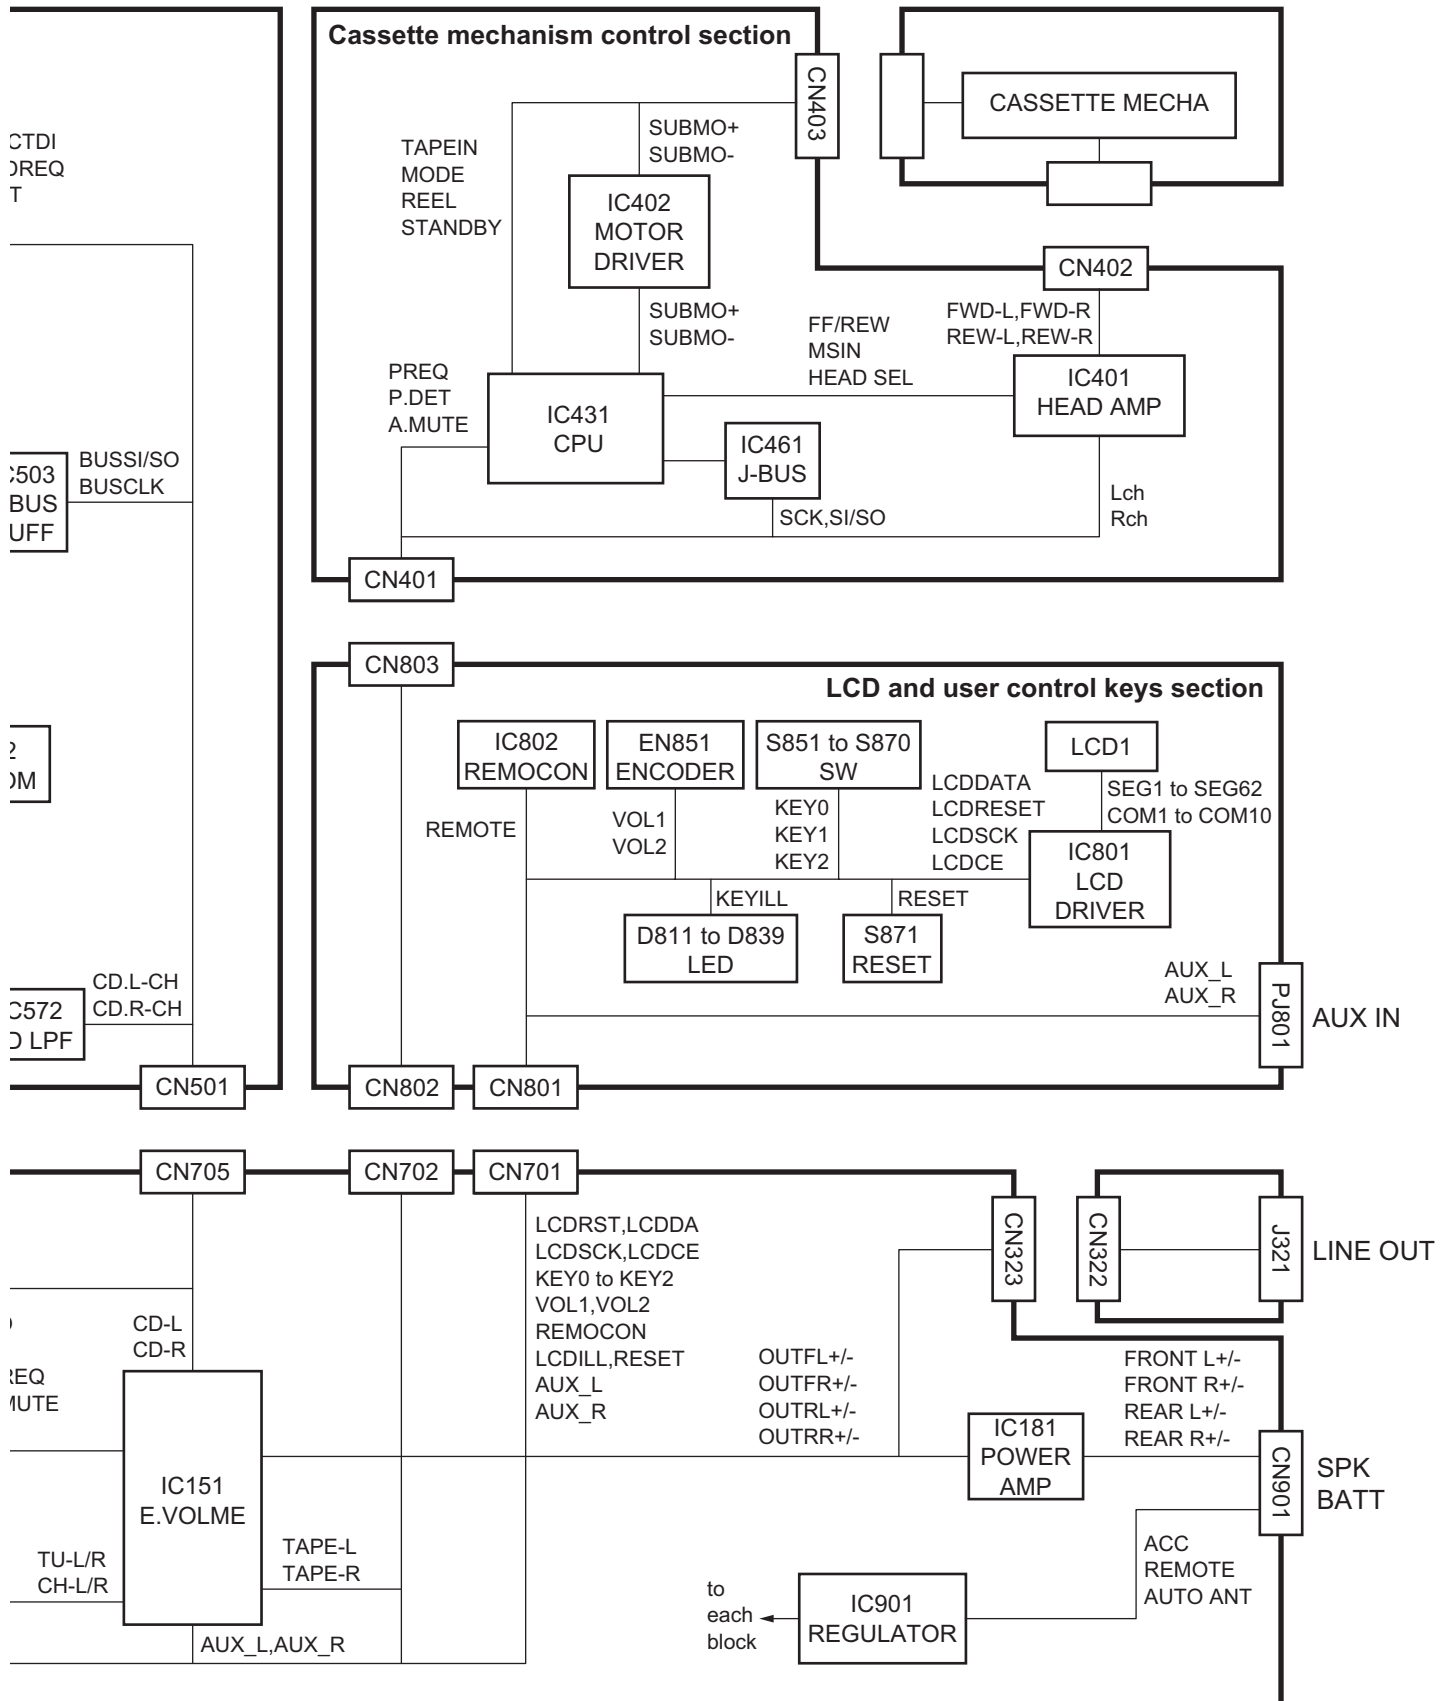 Cassette mechanism control section
CN403
CASSETTE MECHA
SUBMO+
SUBMO-
TAPEIN
MODE
REEL
STANDBY
IC402
MOTOR
DRIVER
CN402
SUBMO+
SUBMO-
FF/REW
MSIN
HEAD SEL
FWD-L,FWD-R
REW-L,REW-R
PREQ
P.DET
A.MUTE
IC431
CPU
IC401
HEAD AMP
IC461
J-BUS
SCK,SI/SO
Lch
Rch
CN401
CTDI
T
BUSSI/SO
BUSCLK
BUS
CD.L-CH
CD.R-CH
LPF
CN501
CN803
LCD and user control keys section
IC802
REMOCON
EN851
ENCODER
S851 to S870
SW
LCD1
REMOTE
VOL1
VOL2
KEY0
KEY1
KEY2
LCDDATA
LCDRESET
LCDSCK
LCDCE
SEG1 to SEG62
COM1 to COM10
IC801
LCD
DRIVER
KEYILL
RESET
D811 to D839
LED
S871
RESET
AUX_L
AUX_R
PJ801
AUX IN
CN802
CN801
CN705
CN702
CN701
LCDRST,LCDDA
LCDSCK,LCDCE
KEY0 to KEY2
VOL1,VOL2
REMOCON
LCDILL,RESET
AUX_L
AUX_R
CN323
CN322
J321
LINE OUT
CD-L
CD-R
OUTFL+/-
OUTFR+/-
OUTRL+/-
OUTRR+/-
FRONT L+/-
FRONT R+/-
REAR L+/-
REAR R+/-
IC181
POWER
AMP
CN901
SPK
BATT
IC151
E.VOLME
TU-L/R
CH-L/R
TAPE-L
TAPE-R
AUX_L,AUX_R
to
each
block
IC901
REGULATOR
ACC
REMOTE
AUTO ANT